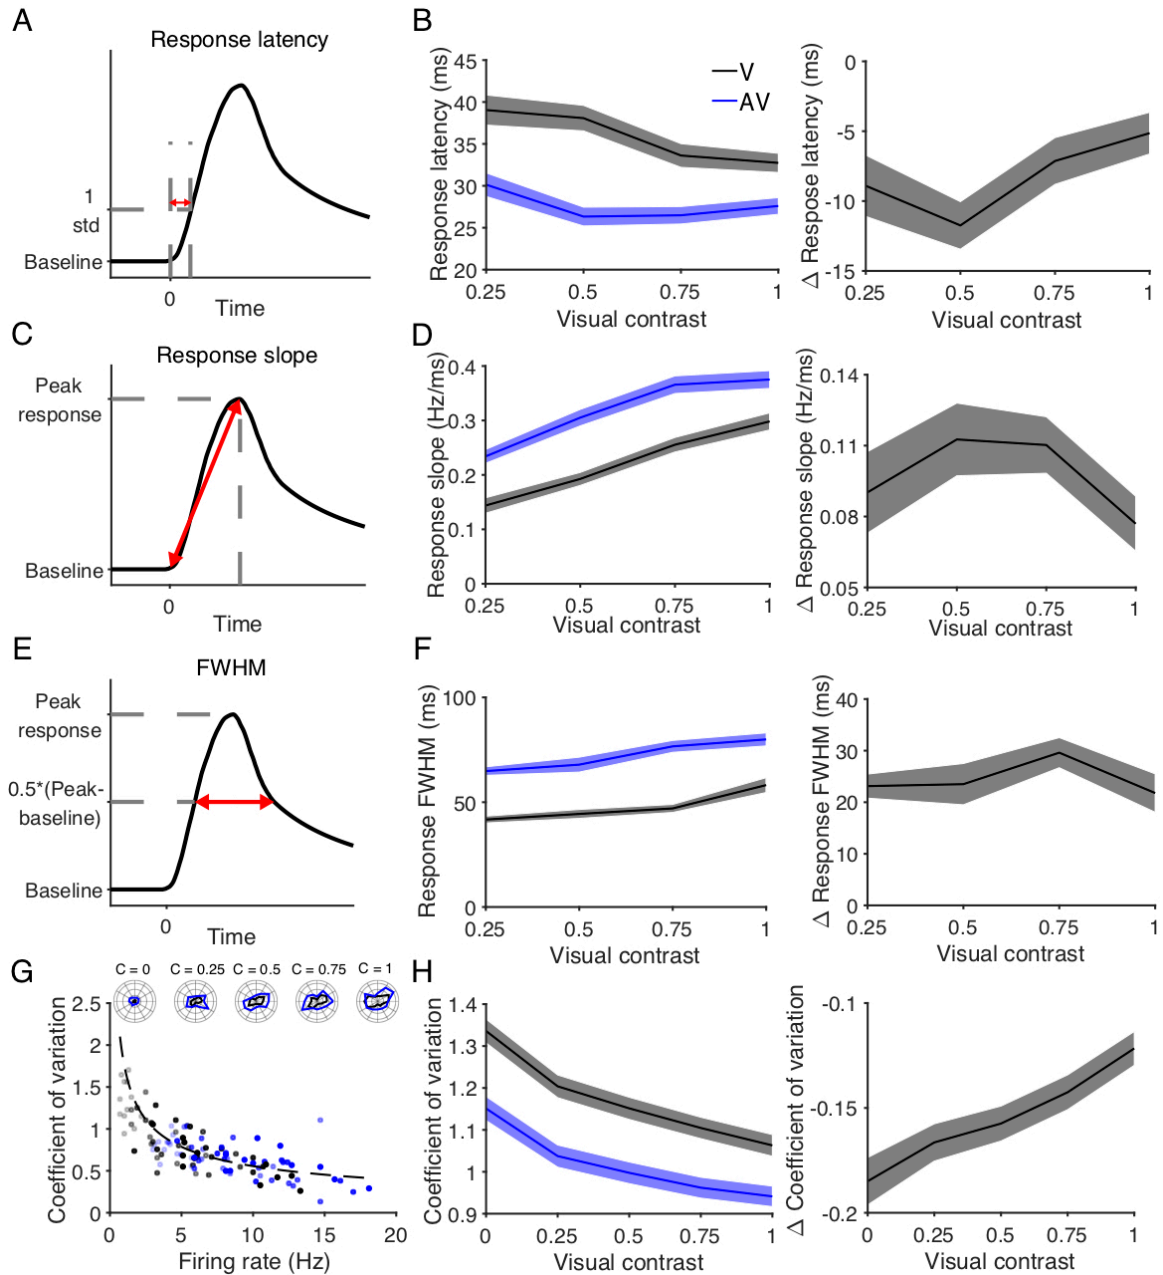 A
Response latency
1
std
Baseline
0
Time
B
Response latency (ms)
45
40
35
30
25
20
V
AV
0.25
0.5
0.75
1
Visual contrast
Δ Respose latency (ms)
0
-5
-10
-15
0.25
0.5
0.75
1
Visual contrast
C
Response slope
Peak
response
Baseline
0
Time
D
Response slope (Hz/ms)
0.4
0.3
0.2
0.1
0
0.25
0.5
0.75
1
Visual contrast
Δ Response slope (Hz/ms)
0.14
0.11
0.08
0.05
0.25
0.5
0.75
1
Visual contrast
E
FWHM
Peak
response
0.5*(Peak-
baseline)
Baseline
0
Time
F
Response FWHM (ms)
100
50
0
0.25
0.5
0.75
1
Visual contrast
Δ Response FWHM (ms)
40
30
20
10
0
0.25
0.5
0.75
1
Visual contrast
G
C = 0
C = 0.25
C = 0.5
C = 0.75
C = 1
Coefficient of variation
2.5
2
1.5
1
0.5
0
0
5
10
15
20
Firing rate (Hz)
H
Coefficient of variation
1.4
1.3
1.2
1.1
1
0.9
0
0.25
0.5
0.75
1
Visual contrast
Δ Coefficient of variation
-0.1
-0.15
-0.2
0
0.25
0.5
0.75
1
Visual contrast